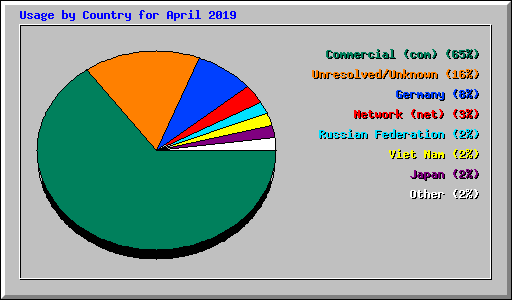 Usage by Country for April 2019
Commercial (com) (65%)
Unresolved/Unknown (16%)
Germany (8%)
Network (net) (3%)
Russian Federation (2%)
Viet Nam (2%)
Japan (2%)
Other (2%)